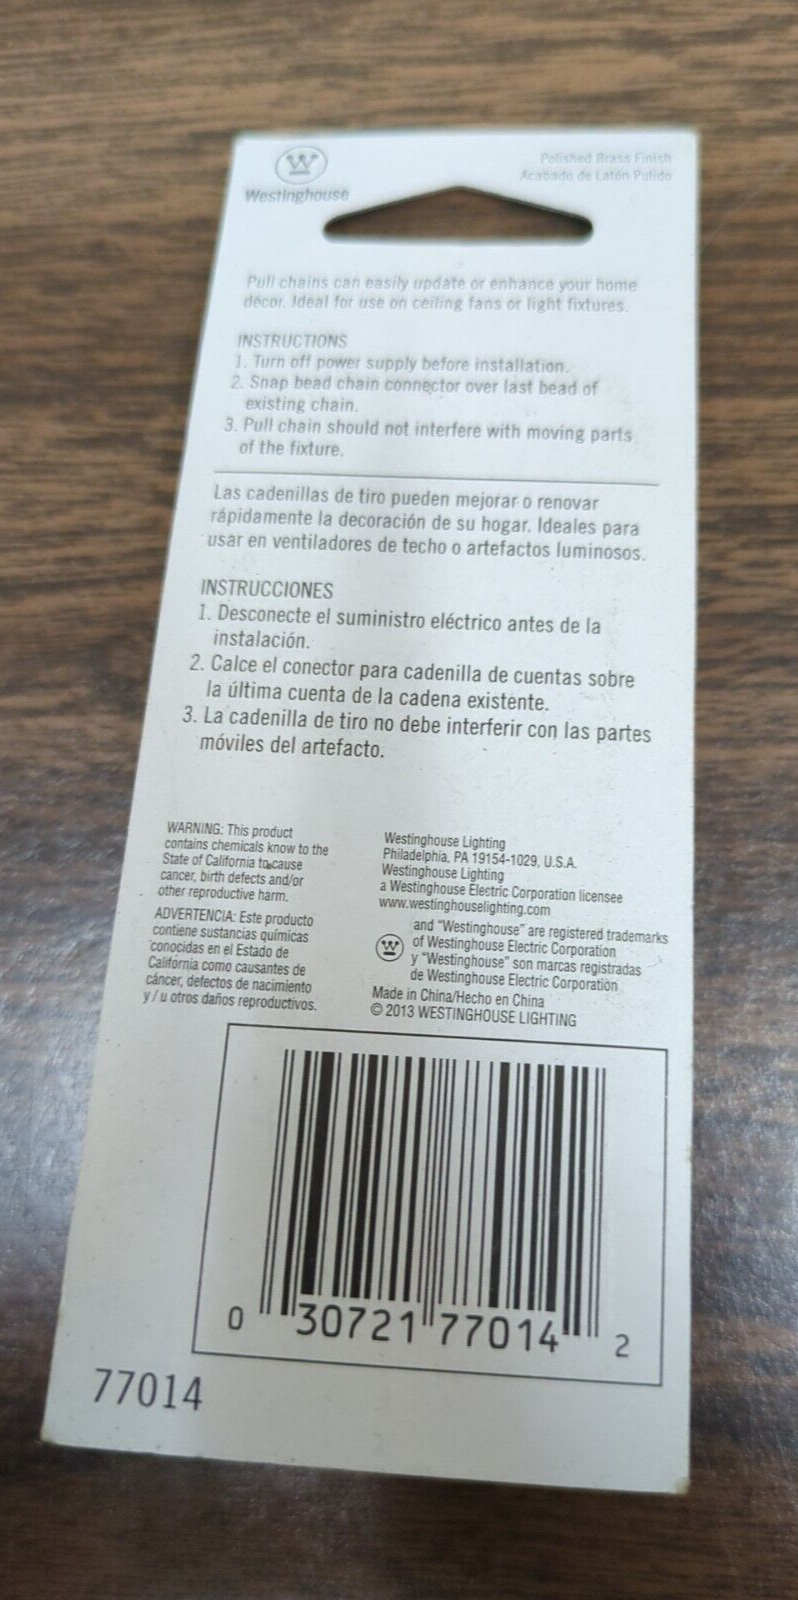 W
Westinghouse
Polished Brass Finish
Acabado de Latón Pulido
Pull chains can easily update or enhance your home
décor. Ideal for use on ceiling fans or light fixtures.
INSTRUCTIONS
1. Turn off power supply before installation.
2. Snap bead chain connector over last bead of
existing chain.
3. Pull chain should not interfere with moving parts
of the fixture.
Las cadenillas de tiro pueden mejorar o renovar
rápidamente la decoración de su hogar. Ideales para
usar en ventiladores de techo o artefactos luminosos.
INSTRUCCIONES
1. Desconecte el suministro eléctrico antes de la
instalación.
2. Calce el conector para cadenilla de cuentas sobre
la última cuenta de la cadena existente.
3. La cadenilla de tiro no debe interferir con las partes
móviles del artefacto.
WARNING: This product
contains chemicals know to the
State of California to cause
cancer, birth defects and/or
other reproductive harm.
ADVERTENCIA: Este producto
contiene sustancias químicas
conocidas en el Estado de
California como causantes de
cáncer, defectos de nacimiento
y / u otros daños reproductivos.
Westinghouse Lighting
Philadelphia, PA 19154-1029, U.S.A.
Westinghouse Lighting
a Westinghouse Electric Corporation licensee
www.westinghouselighting.com
W
and "Westinghouse" are registered trademarks
of Westinghouse Electric Corporation
y "Westinghouse" son marcas registradas
de Westinghouse Electric Corporation
Made in China/Hecho en China
© 2013 WESTINGHOUSE LIGHTING
0 30721 77014 2
77014